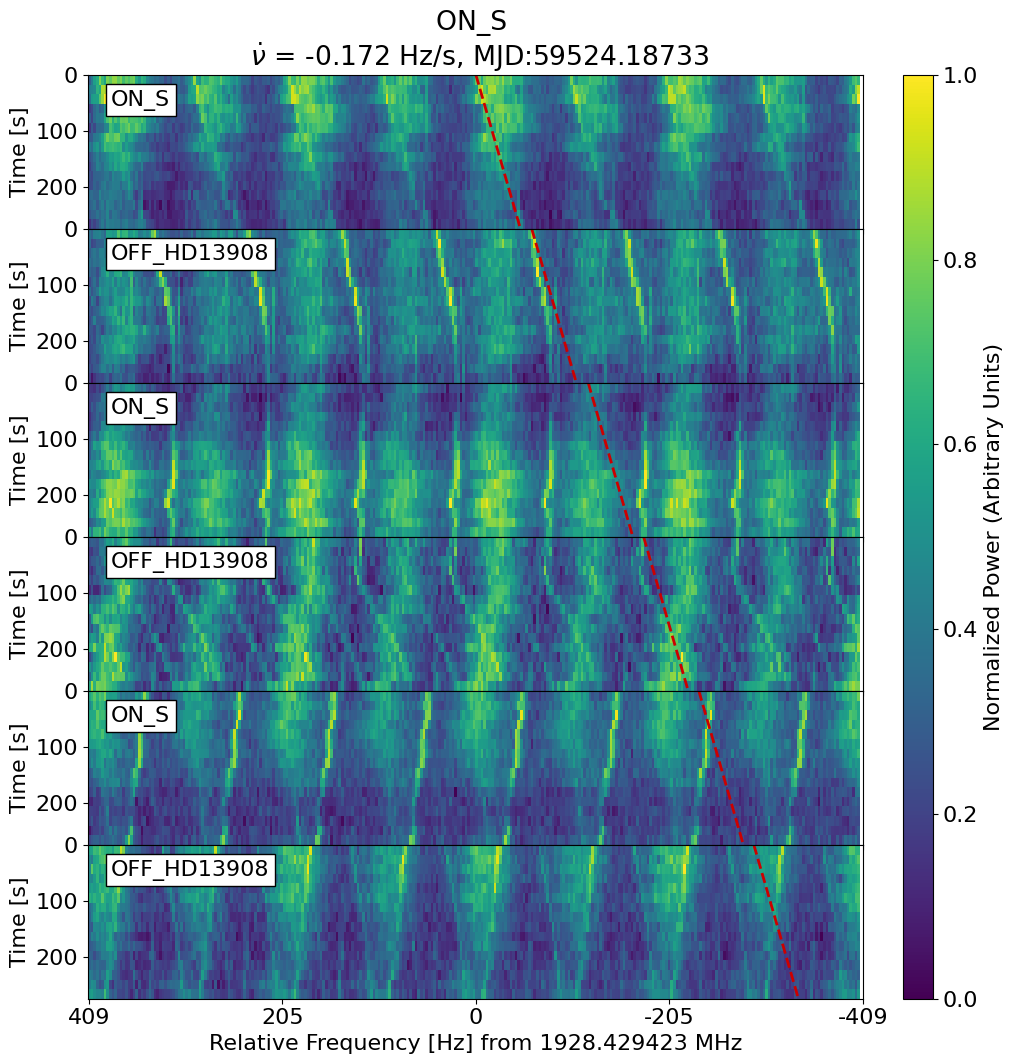 ON_S
ν̇ = -0.172 Hz/s, MJD:59524.18733
0
ON_S
100
200
Time [s]
0
OFF_HD13908
100
200
Time [s]
0
ON_S
100
200
Time [s]
0
OFF_HD13908
100
200
Time [s]
0
ON_S
100
200
Time [s]
0
OFF_HD13908
100
200
Time [s]
409 205 0 -205 -409
Relative Frequency [Hz] from 1928.429423 MHz
1.0
0.8
0.6
0.4
0.2
0.0
Normalized Power (Arbitrary Units)